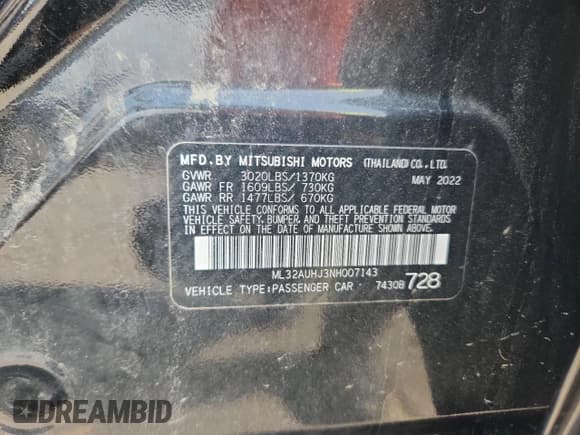 MFD.BY MITSUBISHI MOTORS (THAILAND) CO.,LTD.
GVWR. 3020LBS/1370KG MAY 2022
GAWR FR 1609LBS/ 730KG
GAWR RR 1477LBS/ 670KG
THIS VEHICLE CONFORMS TO ALL APPLICABLE FEDERAL MOTOR
VEHICLE SAFETY, BUMPER, AND THEFT PREVENTION STANDARDS
IN EFFECT ON THE DATE OF MANUFACTURE SHOWN ABOVE.
ML32AUHJ3NH007143
VEHICLE TYPE:PASSENGER CAR 7430B 728
DREAMBID